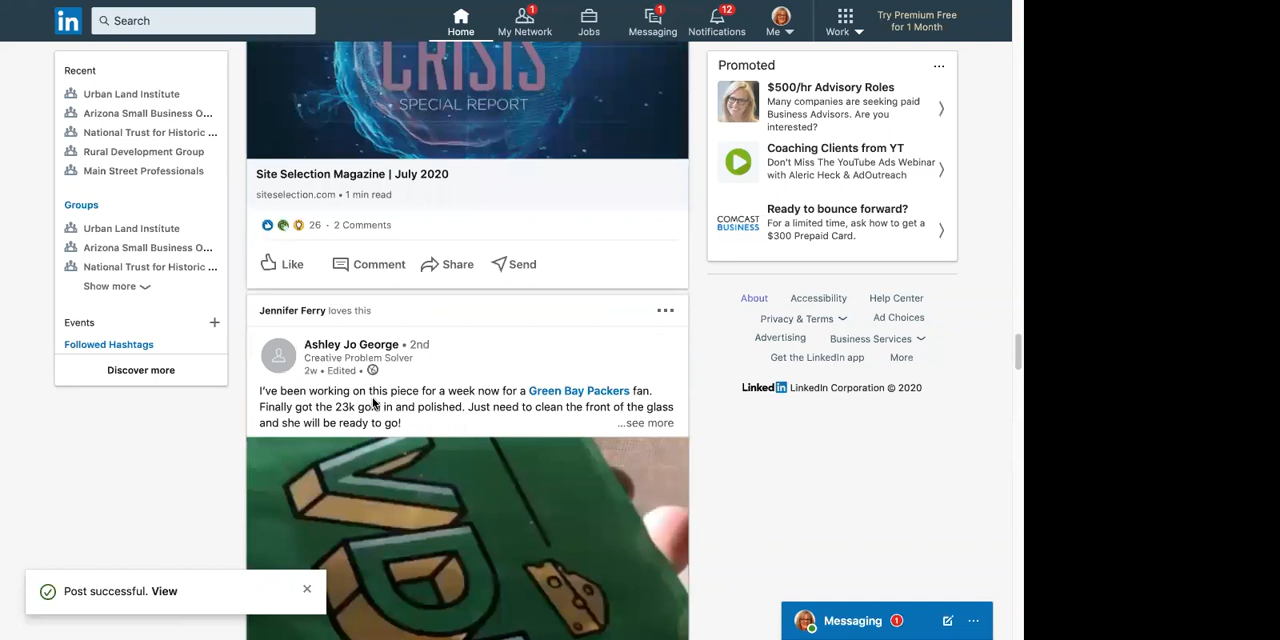 in
Search
Home
1
My Network
Jobs
1
Messaging
12
Notifications
Me
Work
Try Premium Free
for 1 Month
Recent
Urban Land Institute
Arizona Small Business O...
National Trust for Historic ...
Rural Development Group
Main Street Professionals
Groups
Urban Land Institute
Arizona Small Business O...
National Trust for Historic ...
Show more
Events
Followed Hashtags
Discover more
CRISIS
SPECIAL REPORT
Site Selection Magazine | July 2020
siteselection.com • 1 min read
26 • 2 Comments
Like
Comment
Share
Send
Jennifer Ferry loves this
Ashley Jo George • 2nd
Creative Problem Solver
2w • Edited •
I've been working on this piece for a week now for a Green Bay Packers fan.
Finally got the 23k gold in and polished. Just need to clean the front of the glass
and she will be ready to go!
...see more
Promoted
$500/hr Advisory Roles
Many companies are seeking paid
Business Advisors. Are you
interested?
Coaching Clients from YT
Don't Miss The YouTube Ads Webinar
with Aleric Heck & AdOutreach
COMCAST
BUSINESS
Ready to bounce forward?
For a limited time, ask how to get a
$300 Prepaid Card.
About
Accessibility
Help Center
Privacy & Terms
Ad Choices
Advertising
Business Services
Get the LinkedIn app
More
LinkedIn LinkedIn Corporation © 2020
Post successful. View
Messaging 1